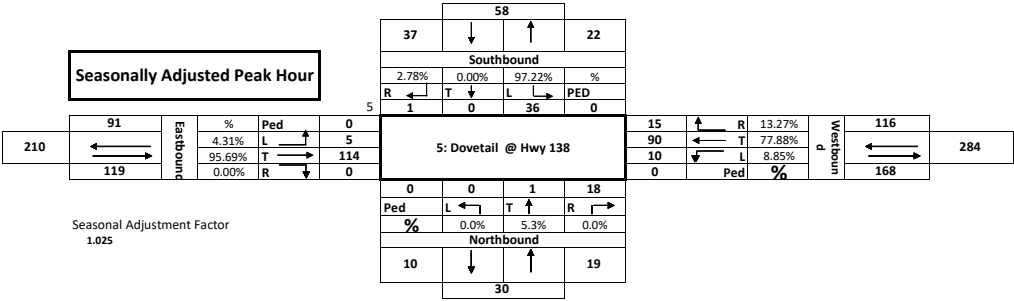 58
37 22
Seasonally Adjusted Peak Hour
Southbound
2.78% 0.00% 97.22% %
R T L PED
5 1 0 36 0
91 Eastbound % Ped 0 5: Dovetail @ Hwy 138 15 R 13.27% Westboun
d 116
210 4.31% L 5 90 T 77.88% 284
95.69% T 114 10 L 8.85%
119 0.00% R 0 0 Ped % 168
0 0 1 18
Ped L T R
% 0.0% 5.3% 0.0%
Northbound
Seasonal Adjustment Factor
1.025
10 19
30